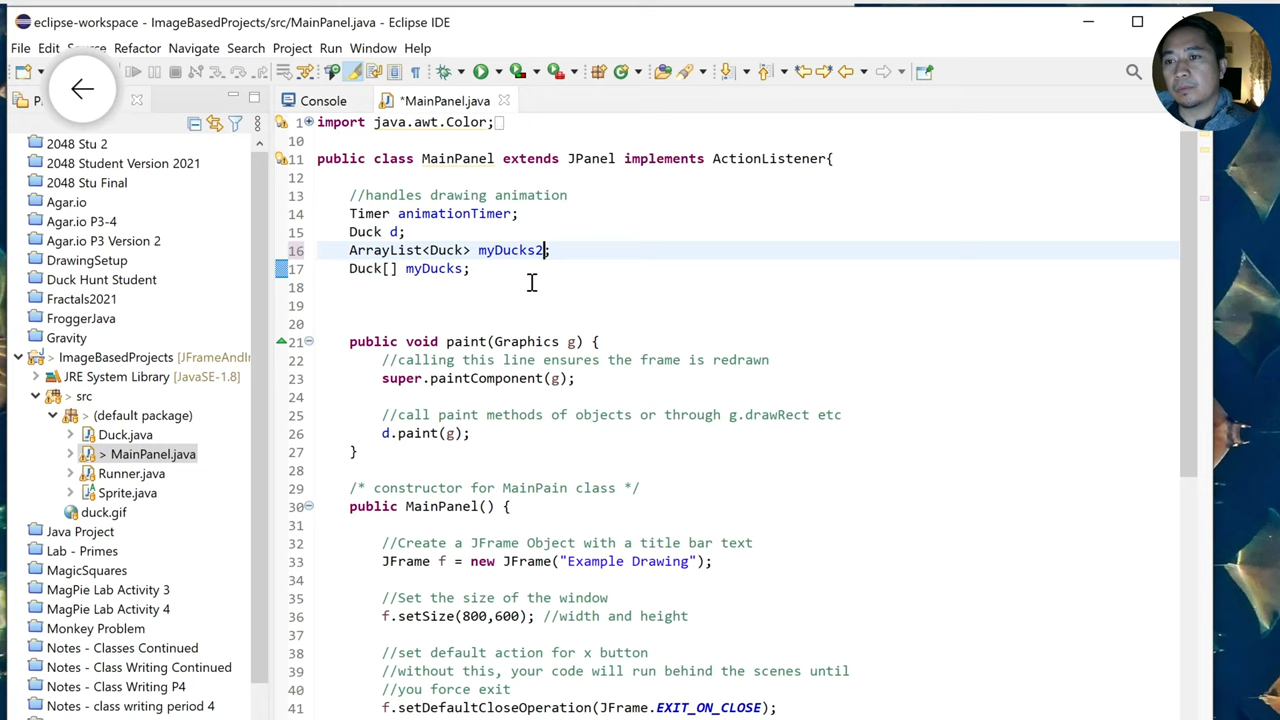 eclipse-workspace - ImageBasedProjects/src/MainPanel.java - Eclipse IDE
File Edit Source Refactor Navigate Search Project Run Window Help
Console *MainPanel.java
2048 Stu 2
2048 Student Version 2021
2048 Stu Final
Agar.io
Agar.io P3-4
Agar.io P3 Version 2
DrawingSetup
Duck Hunt Student
Fractals2021
FroggerJava
Gravity
> ImageBasedProjects [JFrameAndIm
JRE System Library [JavaSE-1.8]
> src
> (default package)
Duck.java
> MainPanel.java
Runner.java
Sprite.java
duck.gif
Java Project
Lab - Primes
MagicSquares
MagPie Lab Activity 3
MagPie Lab Activity 4
Monkey Problem
Notes - Classes Continued
Notes - Class Writing Continued
Notes - Class Writing P4
Notes - class writing period 4
1 import java.awt.Color;
10
11 public class MainPanel extends JPanel implements ActionListener{
12
13 //handles drawing animation
14 Timer animationTimer;
15 Duck d;
16 ArrayList<Duck> myDucks2;
17 Duck[] myDucks;
18
19
20
21 public void paint(Graphics g) {
22 //calling this line ensures the frame is redrawn
23 super.paintComponent(g);
24
25 //call paint methods of objects or through g.drawRect etc
26 d.paint(g);
27 }
28
29 /* constructor for MainPain class */
30 public MainPanel() {
31
32 //Create a JFrame Object with a title bar text
33 JFrame f = new JFrame("Example Drawing");
34
35 //Set the size of the window
36 f.setSize(800,600); //width and height
37
38 //set default action for x button
39 //without this, your code will run behind the scenes until
40 //you force exit
41 f.setDefaultCloseOperation(JFrame.EXIT_ON_CLOSE);